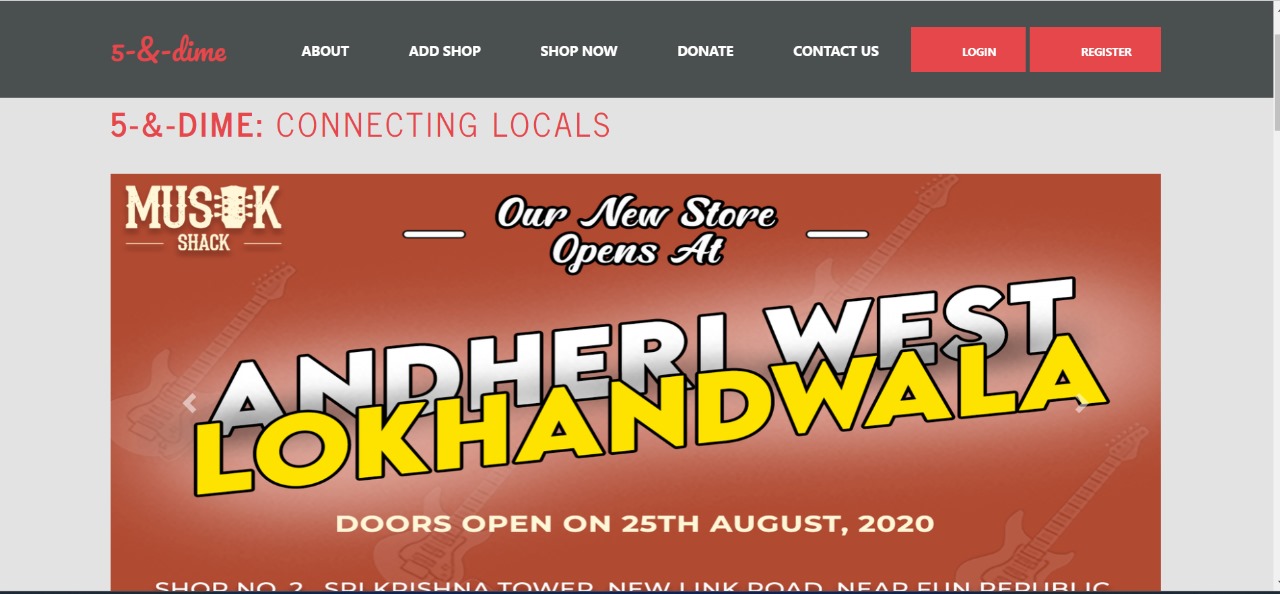 5-&-dime ABOUT ADD SHOP SHOP NOW DONATE CONTACT US LOGIN REGISTER
5-&-DIME: CONNECTING LOCALS
MUSIK
SHACK
Our New Store
Opens At
ANDHERI WEST
LOKHANDWALA
DOORS OPEN ON 25TH AUGUST, 2020
SHOP NO. 2, SRI KRISHNA TOWER, NEW LINK ROAD, NEAR FUN REPUBLIC